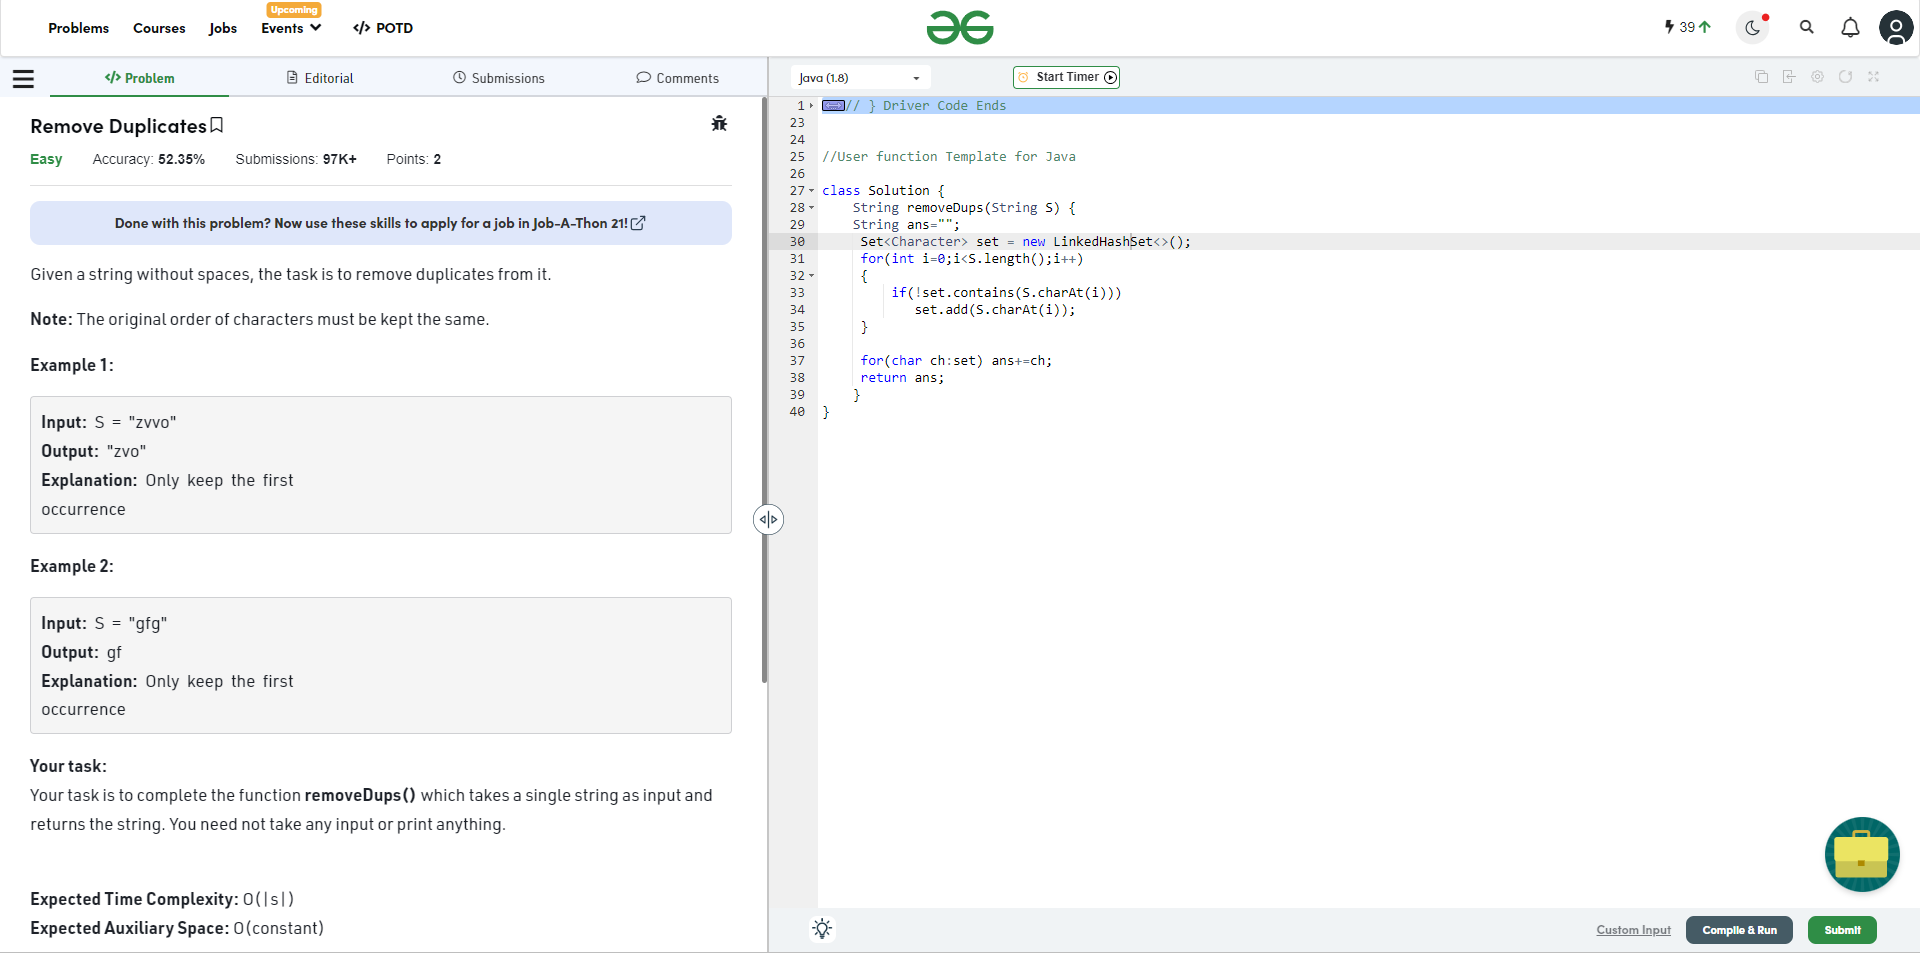 Problems Courses Jobs Upcoming Events </> POTD
39
</> Problem Editorial Submissions Comments
Java (1.8) Start Timer
Remove Duplicates
Easy Accuracy: 52.35% Submissions: 97K+ Points: 2
Done with this problem? Now use these skills to apply for a job in Job-A-Thon 21!
Given a string without spaces, the task is to remove duplicates from it.
Note: The original order of characters must be kept the same.
Example 1:
Input: S = "zvvo"
Output: "zvo"
Explanation: Only keep the first
occurrence
Example 2:
Input: S = "gfg"
Output: gf
Explanation: Only keep the first
occurrence
Your task:
Your task is to complete the function removeDups() which takes a single string as input and
returns the string. You need not take any input or print anything.
Expected Time Complexity: O(|s|)
Expected Auxiliary Space: O(constant)
1 // } Driver Code Ends
23
24
25 //User function Template for Java
26
27 class Solution {
28 String removeDups(String S) {
29 String ans="";
30 Set<Character> set = new LinkedHashSet<>();
31 for(int i=0;i<S.length();i++)
32 {
33 if(!set.contains(S.charAt(i)))
34 set.add(S.charAt(i));
35 }
36
37 for(char ch:set) ans+=ch;
38 return ans;
39 }
40 }
Custom Input Compile & Run Submit